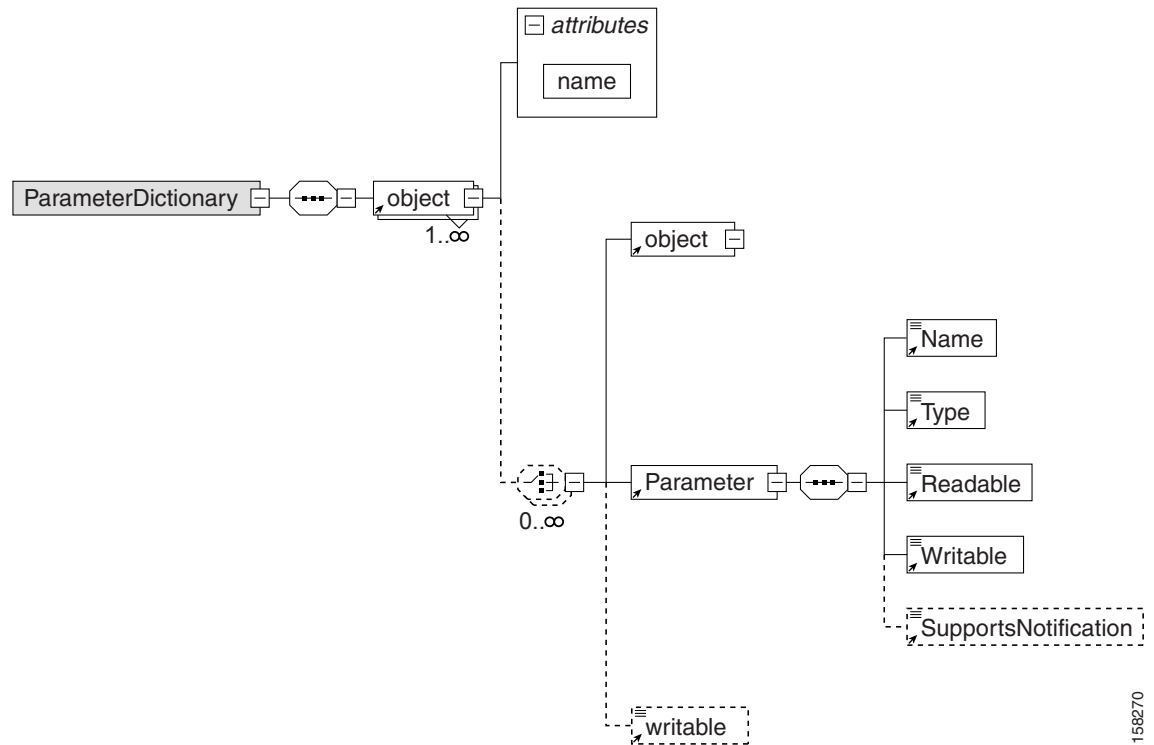 attributes
name
ParameterDictionary
object
1..∞
object
Name
Type
Readable
Parameter
0..∞
Writable
SupportsNotification
writable
158270